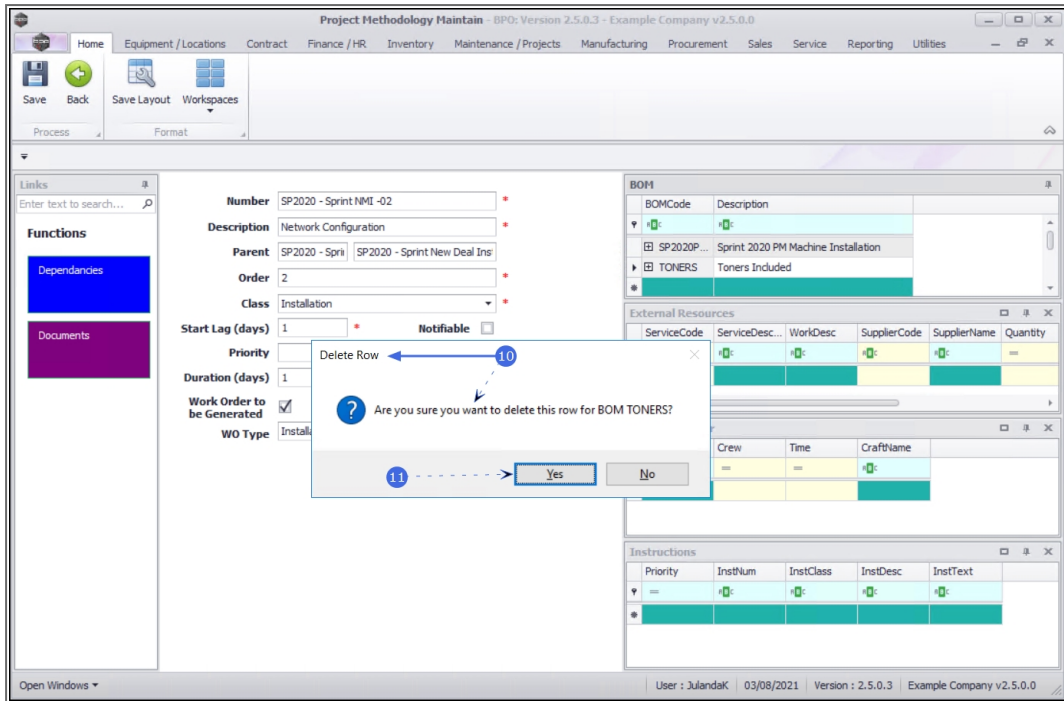 Project Methodology Maintain - BPO: Version 2.5.0.3 - Example Company v2.5.0.0
Home Equipment / Locations Contract Finance / HR Inventory Maintenance / Projects Manufacturing Procurement Sales Service Reporting Utilities
Save Back Save Layout Workspaces
Process Format
Links
Enter text to search...
Functions
Dependancies
Documents
Number SP2020 - Sprint NMI -02 *
Description Network Configuration *
Parent SP2020 - Spri SP2020 - Sprint New Deal Ins
Order 2 *
Class Installation *
Start Lag (days) 1 * Notifiable
Priority
Duration (days) 1
Work Order to
be Generated
WO Type Install
BOM
BOMCode Description
SP2020P... Sprint 2020 PM Machine Installation
TONERS Toners Included
External Resources
ServiceCode ServiceDesc... WorkDesc SupplierCode SupplierName Quantity
Crew Time CraftName
Instructions
Priority InstNum InstClass InstDesc InstText
Delete Row 10
Are you sure you want to delete this row for BOM TONERS?
11 Yes No
Open Windows User : JulandaK 03/08/2021 Version : 2.5.0.3 Example Company v2.5.0.0